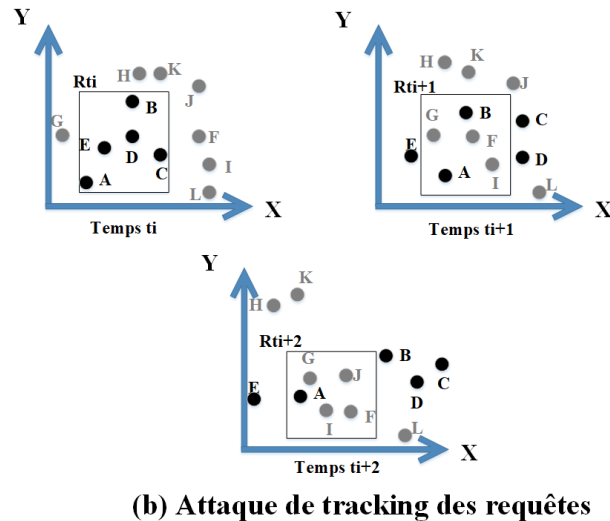 Y
Rti
H
K
B
J
G
E
D
F
C
I
A
L
X
Temps ti
Y
H
K
Rti+1
J
G
B
C
F
E
D
A
I
L
X
Temps ti+1
Y
K
H
Rti+2
B
G
J
C
E
A
D
I
F
L
X
Temps ti+2
(b) Attaque de tracking des requêtes